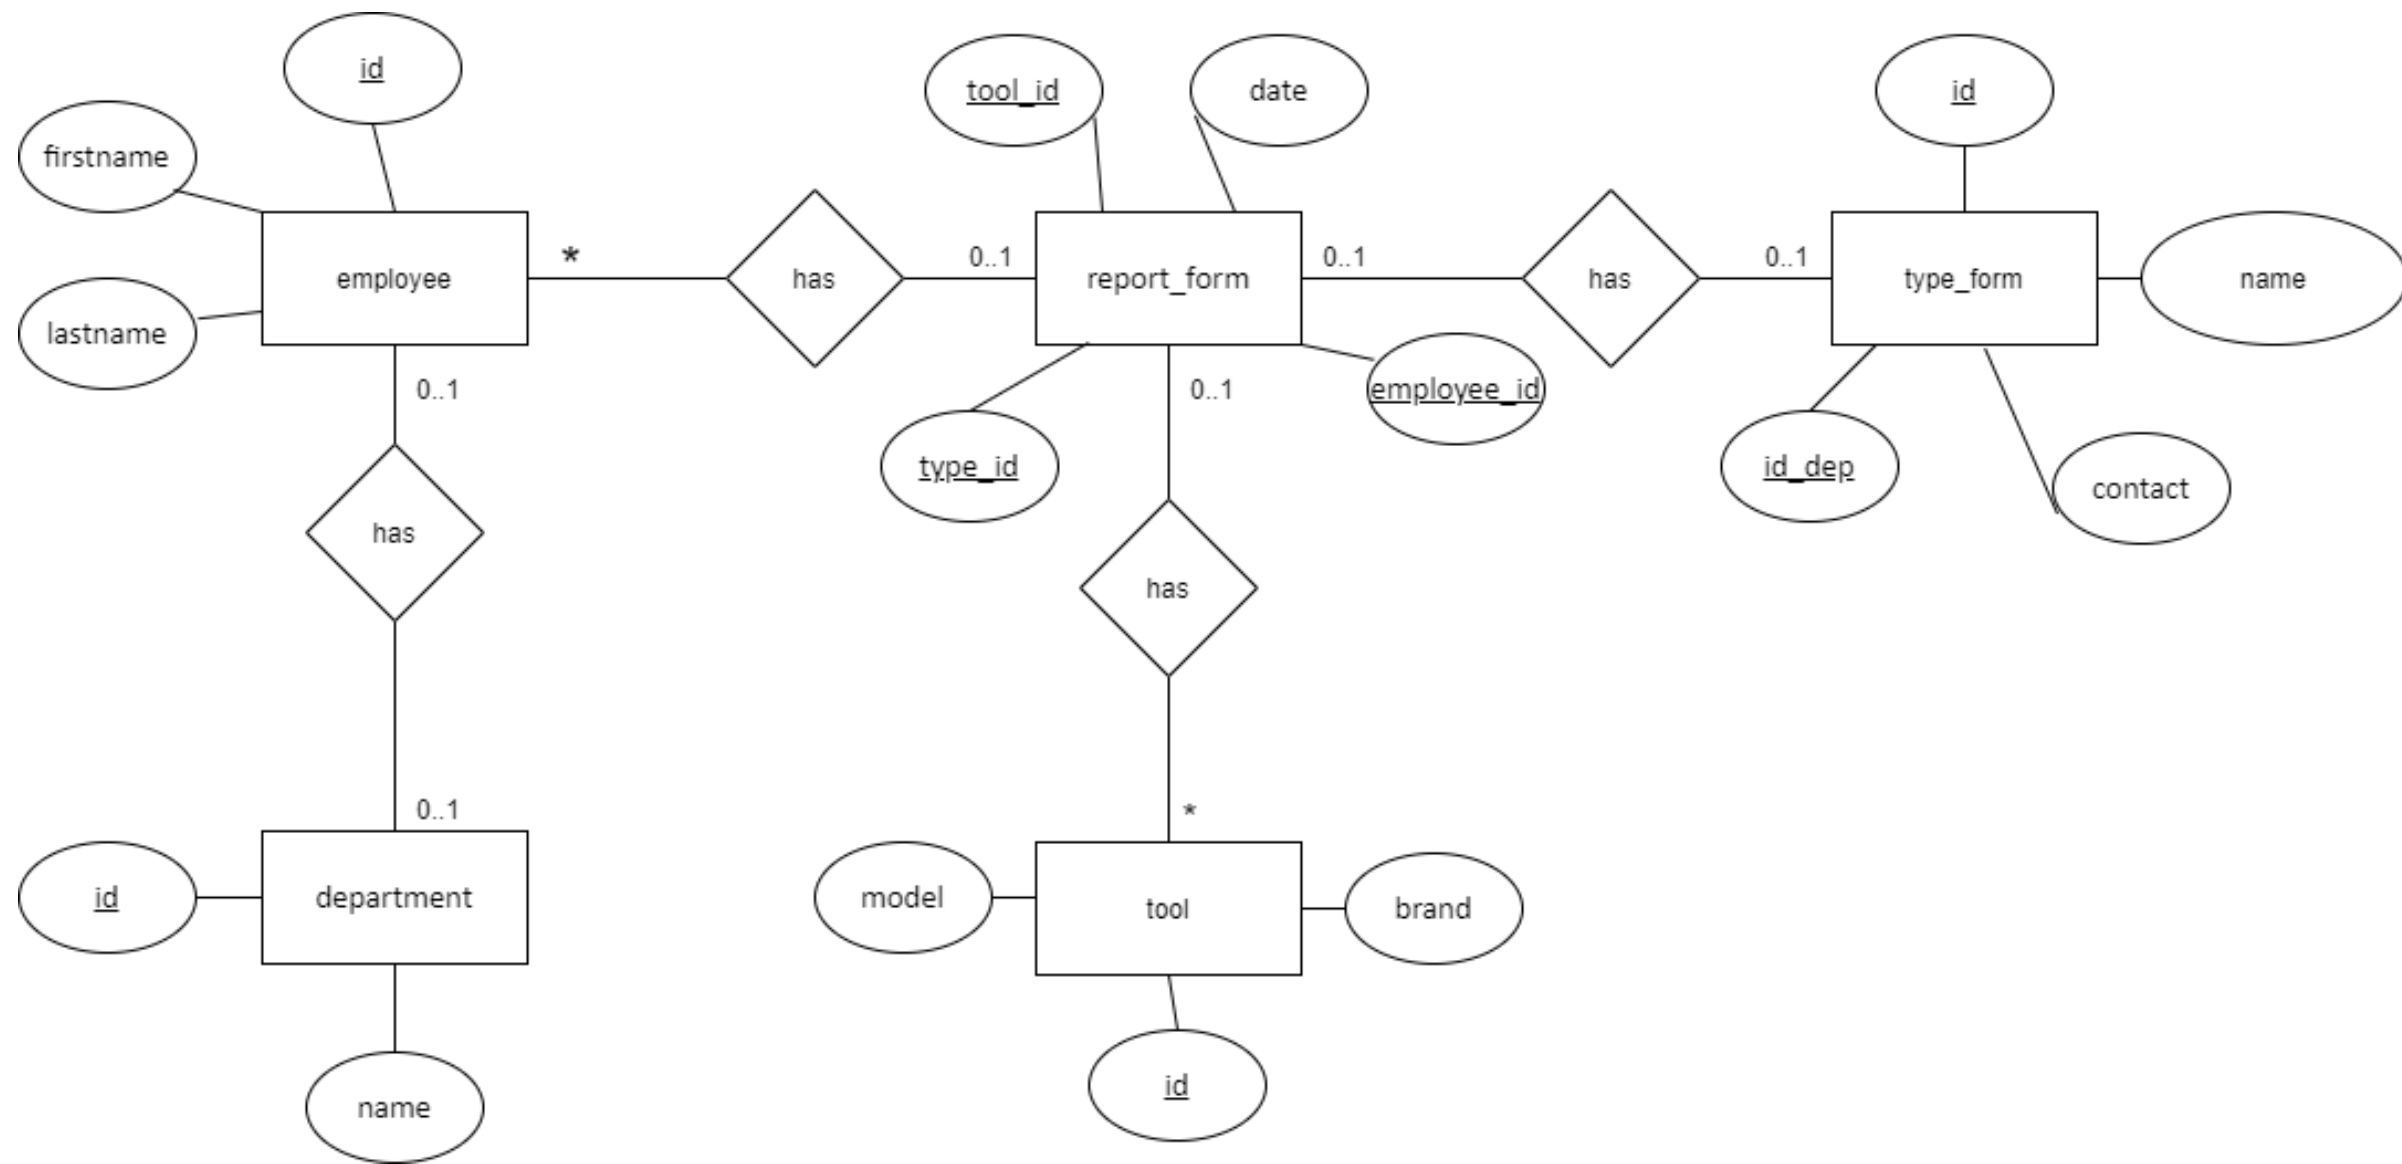 id
tool_id
date
id
firstname
*
0..1
0..1
0..1
employee
has
report_form
has
type_form
name
lastname
0..1
0..1
employee_id
type_id
id_dep
contact
has
has
0..1
*
id
department
model
tool
brand
name
id